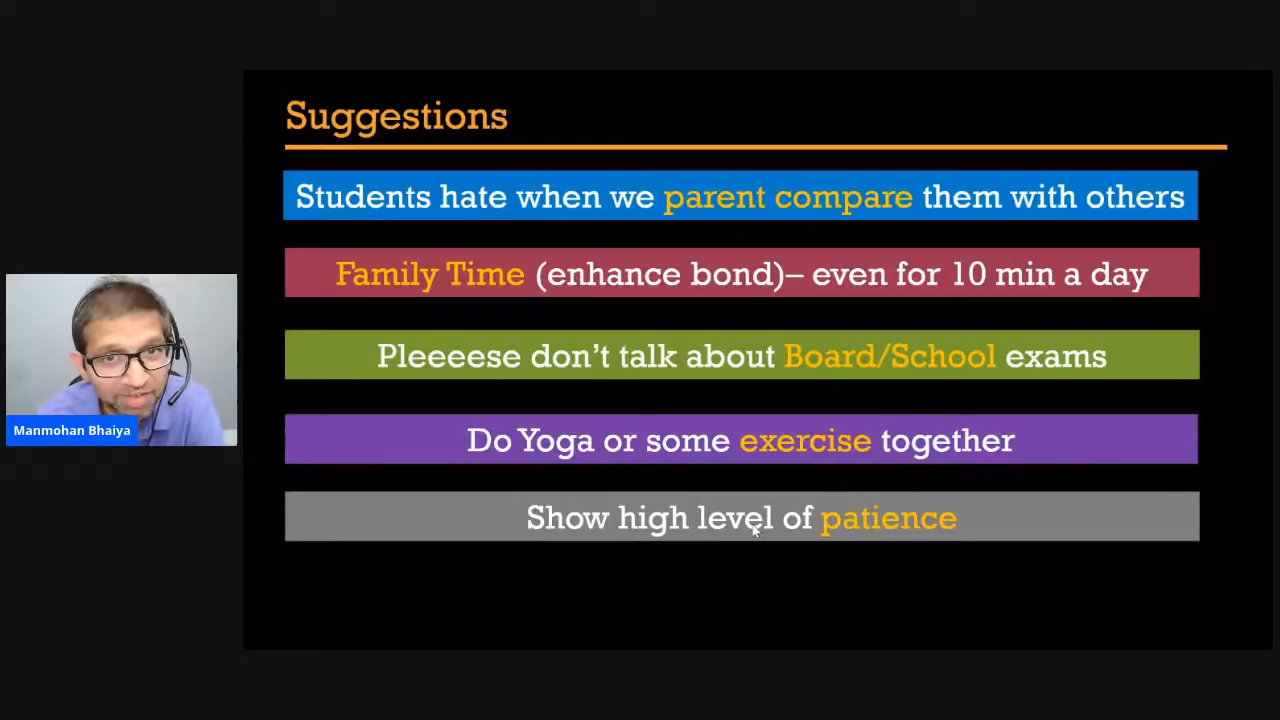 Suggestions
Students hate when we parent compare them with others
Family Time (enhance bond)– even for 10 min a day
Pleeeese don’t talk about Board/School exams
Do Yoga or some exercise together
Show high level of patience
Manmohan Bhaiya